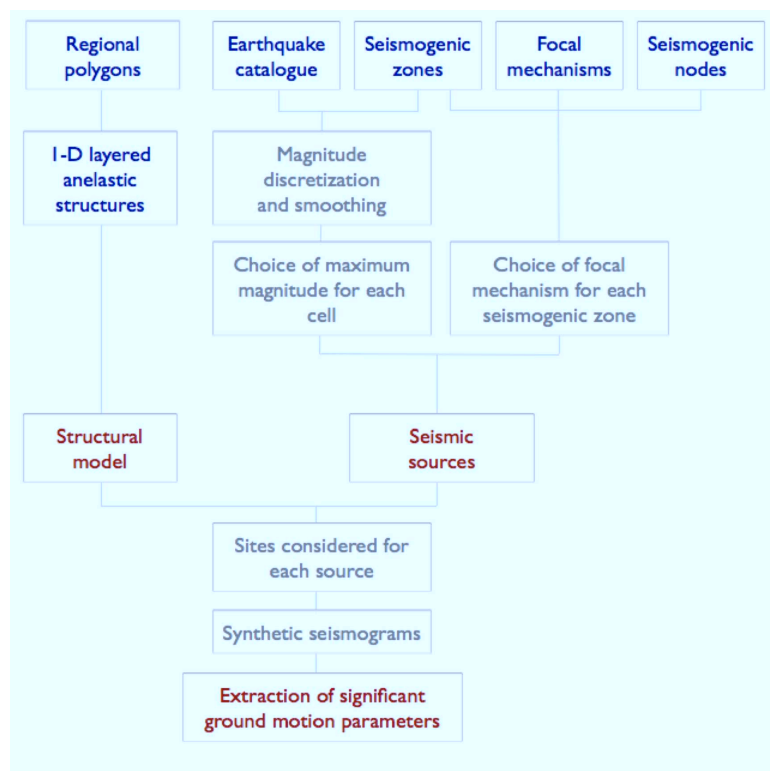 Regional
polygons
Earthquake
catalogue
Seismogenic
zones
Focal
mechanisms
Seismogenic
nodes
1-D layered
anelastic
structures
Magnitude
discretization
and smoothing
Choice of maximum
magnitude for each
cell
Choice of focal
mechanism for each
seismogenic zone
Structural
model
Seismic
sources
Sites considered for
each source
Synthetic seismograms
Extraction of significant
ground motion parameters